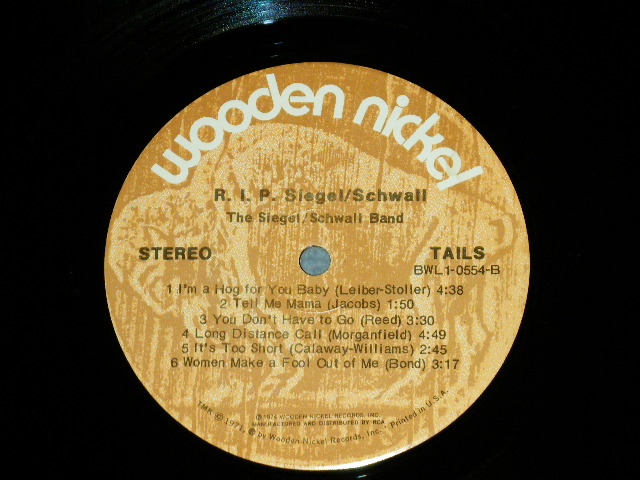 wooden nickel
R. I. P. Siegel/Schwall
The Siegel/Schwall Band
STEREO
TAILS
BWL1-0554-B
1 I'm a Hog for You Baby (Leiber-Stoller) 4:38
2 Tell Me Mama (Jacobs) 1:50
3 You Don't Have to Go (Reed) 3:30
4 Long Distance Call (Morganfield) 4:49
5 It's Too Short (Calaway-Williams) 2:45
6 Women Make a Fool Out of Me (Bond) 3:17
℗ 1974 WOODEN NICKEL RECORDS, INC.
MANUFACTURED AND DISTRIBUTED BY RCA
TMK © 1971, ℗ by Wooden Nickel Records, Inc. Printed in U.S.A.